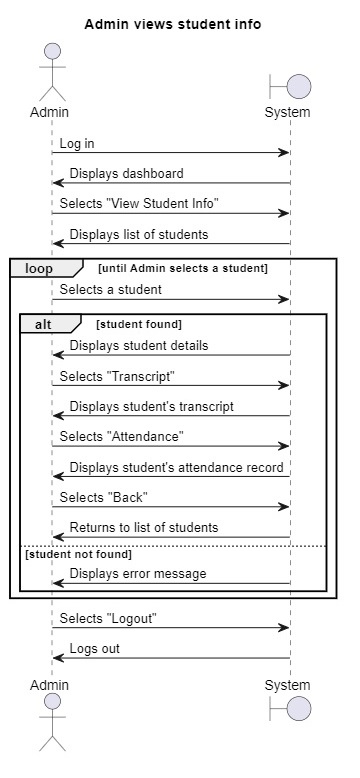 Admin views student info
Admin System
Log in
Displays dashboard
Selects "View Student Info"
Displays list of students
loop [until Admin selects a student]
Selects a student
alt [student found]
Displays student details
Selects "Transcript"
Displays student's transcript
Selects "Attendance"
Displays student's attendance record
Selects "Back"
Returns to list of students
[student not found]
Displays error message
Selects "Logout"
Logs out
Admin System